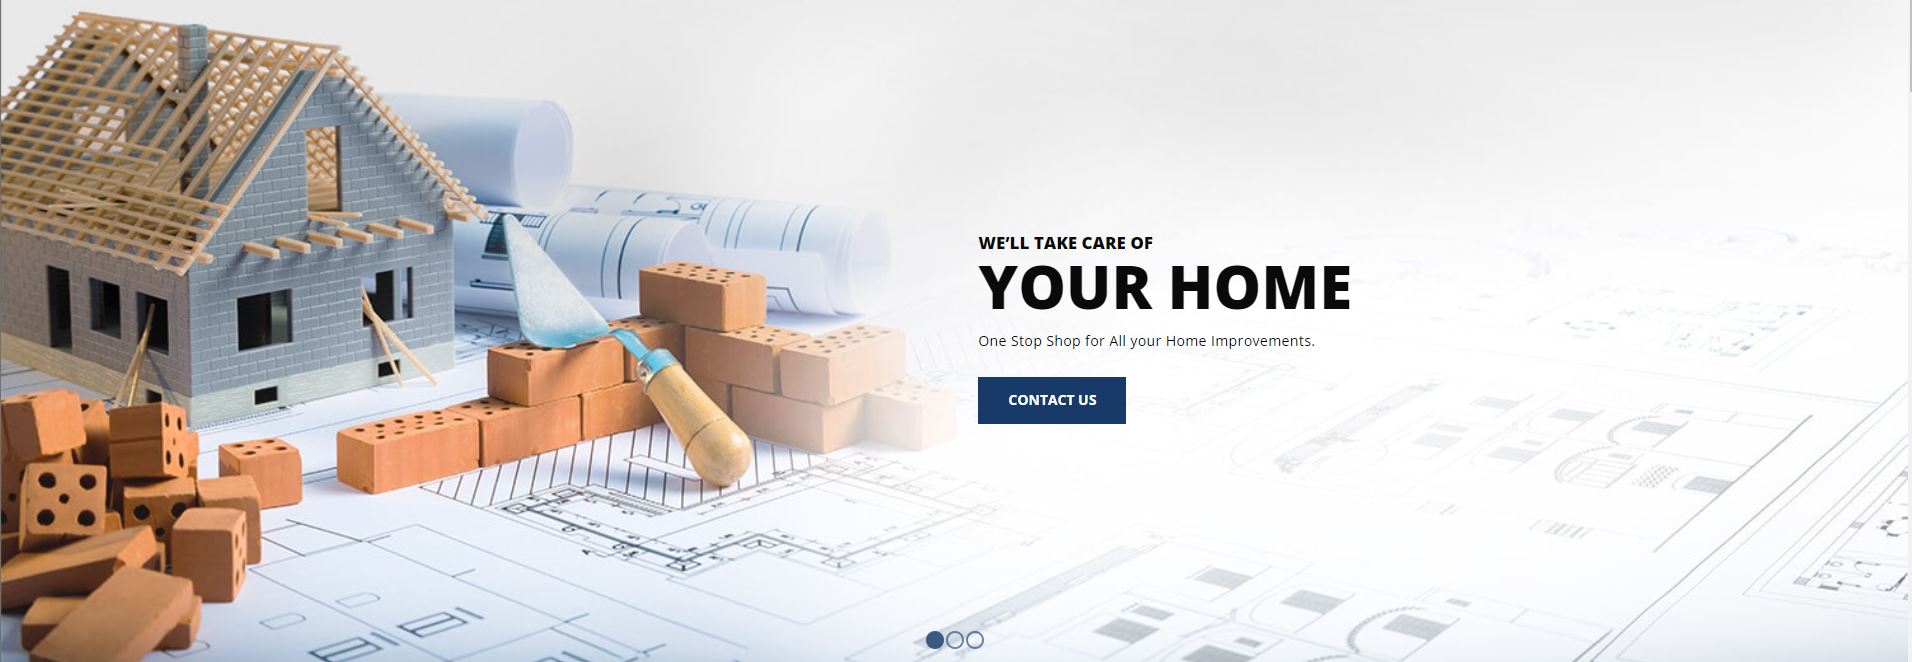 WE'LL TAKE CARE OF
YOUR HOME
One Stop Shop for All your Home Improvements.
CONTACT US